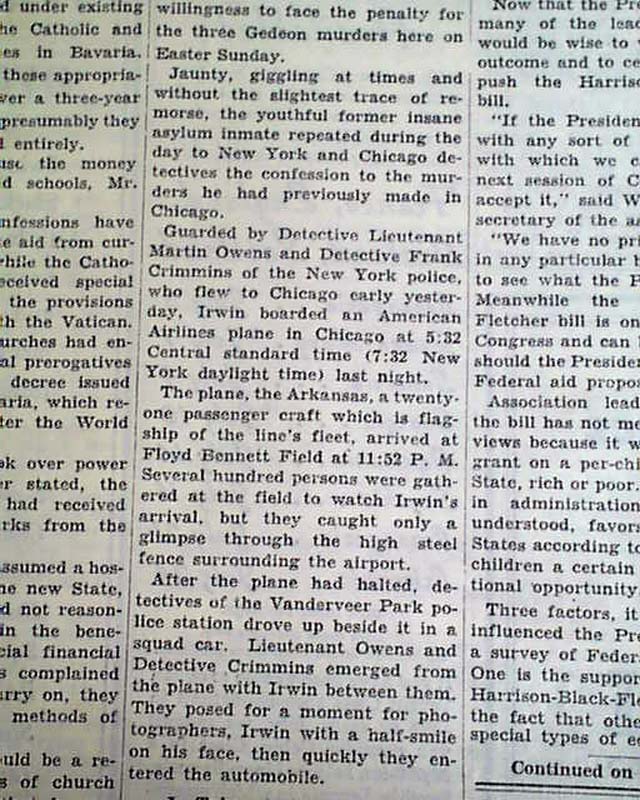 d under existing
he Catholic and
es in Bavaria.
these appropria-
ver a three-year
presumably they
d entirely.
use the money
d schools, Mr.
nfessions have
e aid from cur-
while the Catho-
eceived special
the provisions
th the Vatican.
urches had en-
al prerogatives
decree issued
aria, which re-
ter the World
ok over power
er stated, the
had received
rks from the
assumed a hos-
he new State,
d not reason-
in the bene-
cial financial
s complained
arry on, they
methods of
ould be a re-
s of church
willingness to face the penalty for
the three Gedeon murders here on
Easter Sunday.
Jaunty, giggling at times and
without the slightest trace of re-
morse, the youthful former insane
asylum inmate repeated during the
day to New York and Chicago de-
tectives the confession to the mur-
ders he had previously made in
Chicago.
Guarded by Detective Lieutenant
Martin Owens and Detective Frank
Crimmins of the New York police,
who flew to Chicago early yester-
day, Irwin boarded an American
Airlines plane in Chicago at 5:32
Central standard time (7:32 New
York daylight time) last night.
The plane, the Arkansas, a twenty-
one passenger craft which is flag-
ship of the line's fleet, arrived at
Floyd Bennett Field at 11:52 P. M.
Several hundred persons were gath-
ered at the field to watch Irwin's
arrival, but they caught only a
glimpse through the high steel
fence surrounding the airport.
After the plane had halted, de-
tectives of the Vanderveer Park po-
lice station drove up beside it in a
squad car. Lieutenant Owens and
Detective Crimmins emerged from
the plane with Irwin between them.
They posed for a moment for pho-
tographers, Irwin with a half-smile
on his face, then quickly they en-
tered the automobile.
Now that the Pre
many of the lead
would be wise to
outcome and to ce
push the Harriso
bill.
"If the Presiden
with any sort of
with which we c
next session of C
accept it," said W
secretary of the as
"We have no pri
in any particular b
to see what the P
Meanwhile the
Fletcher bill is on
Congress and can
should the Presiden
Federal aid propo
Association lead
the bill has not me
views because it w
grant on a per-chi
State, rich or poor.
in administration
understood, favor
States according to
children a certain
tional opportunity
Three factors, it
influenced the Pre
a survey of Feder
One is the suppor
Harrison-Black-Fl
the fact that othe
special types of e
Continued on